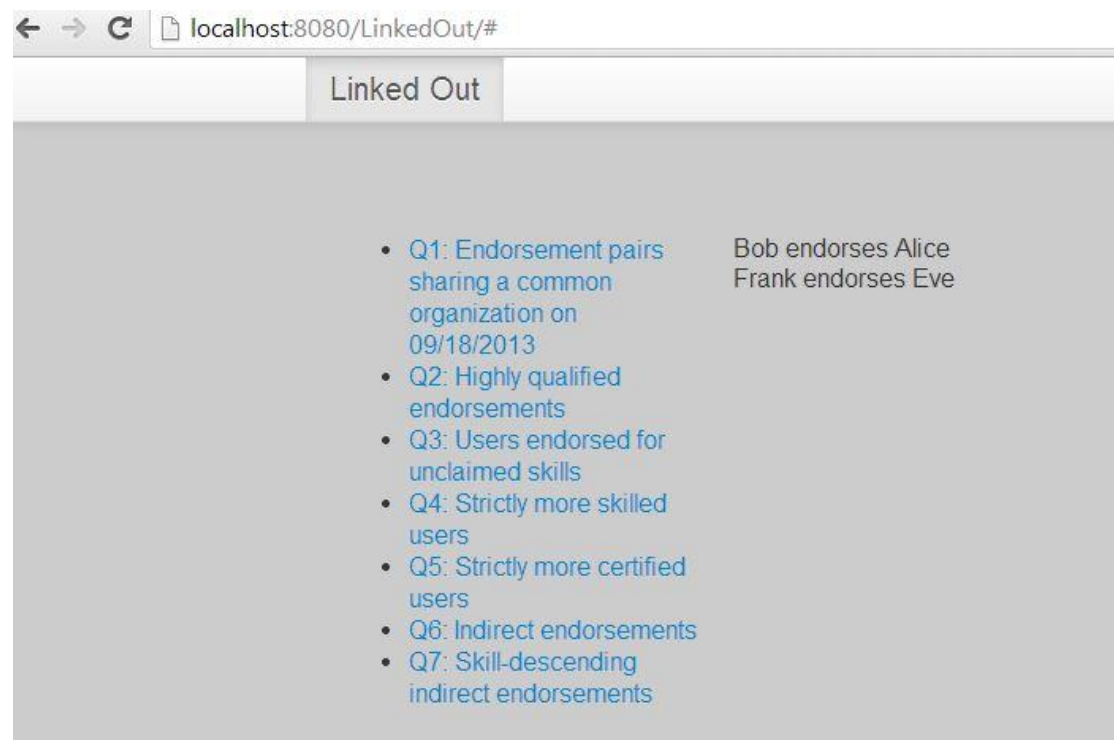 localhost:8080/LinkedOut/#
Linked Out
Q1: Endorsement pairs
sharing a common
organization on
09/18/2013
Q2: Highly qualified
endorsements
Q3: Users endorsed for
unclaimed skills
Q4: Strictly more skilled
users
Q5: Strictly more certified
users
Q6: Indirect endorsements
Q7: Skill-descending
indirect endorsements
Bob endorses Alice
Frank endorses Eve